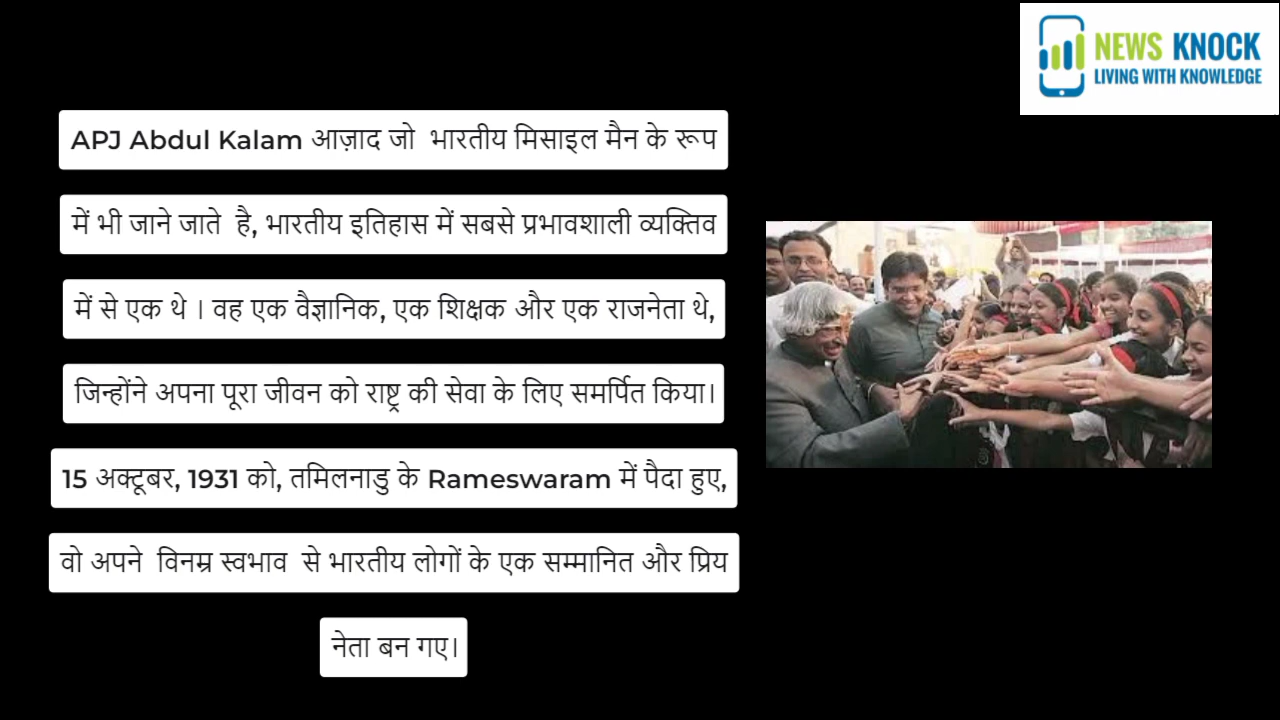 NEWS KNOCK
LIVING WITH KNOWLEDGE
APJ Abdul Kalam आज़ाद जो भारतीय मिसाइल मैन के रूप
में भी जाने जाते है, भारतीय इतिहास में सबसे प्रभावशाली व्यक्तिव
में से एक थे । वह एक वैज्ञानिक, एक शिक्षक और एक राजनेता थे,
जिन्होंने अपना पूरा जीवन को राष्ट्र की सेवा के लिए समर्पित किया।
15 अक्टूबर, 1931 को, तमिलनाडु के Rameswaram में पैदा हुए,
वो अपने विनम्र स्वभाव से भारतीय लोगों के एक सम्मानित और प्रिय
नेता बन गए।